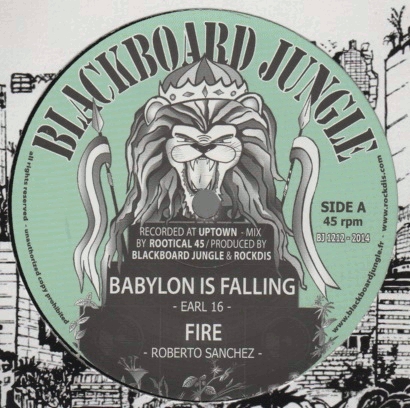 BLACKBOARD JUNGLE
all rights reserved - unauthorized copy prohibited
SIDE A
45 rpm
BJ 1212 - 2014
www.blackboardjungle.fr - www.rockdis.com
RECORDED AT UPTOWN - MIX
BY ROOTICAL 45 / PRODUCED BY
BLACKBOARD JUNGLE & ROCKDIS
BABYLON IS FALLING
- EARL 16 -
FIRE
- ROBERTO SANCHEZ -